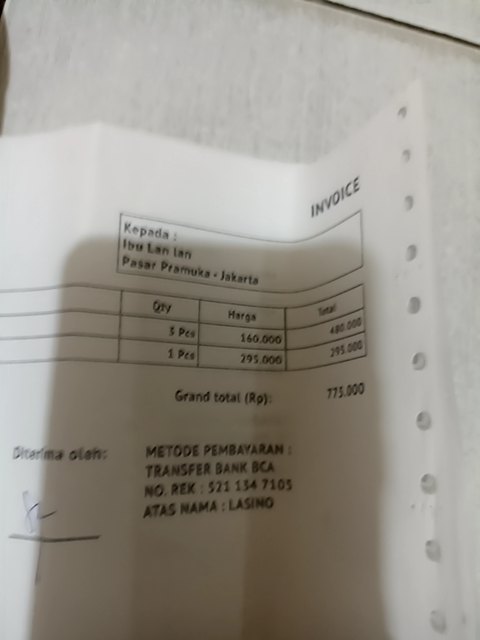 INVOICE
Kepada :
Ibu Lan lan
Pasar Pramuka - Jakarta
Qty Harga Total
3 Pcs 160.000 480.000
1 Pcs 295.000 295.000
Grand total (Rp): 775.000
Diterima oleh:
METODE PEMBAYARAN :
TRANSFER BANK BCA
NO. REK : 521 134 7105
ATAS NAMA : LASINO